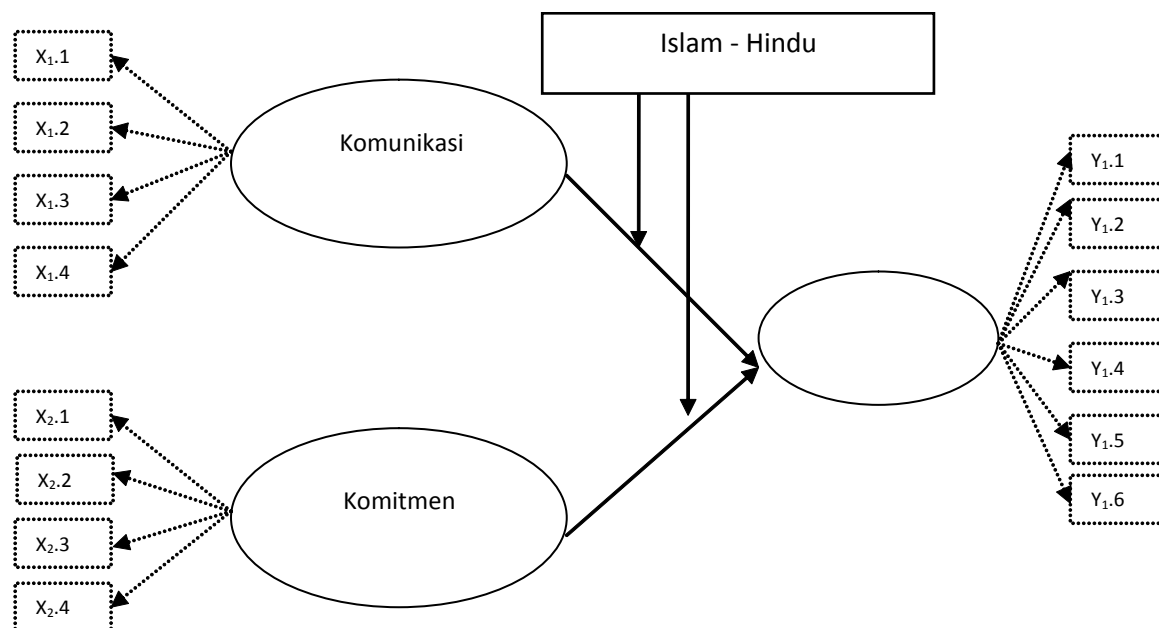 Islam - Hindu
X₁.1
X₁.2
X₁.3
X₁.4
Komunikasi
Y₁.1
Y₁.2
Y₁.3
Y₁.4
Y₁.5
Y₁.6
X₂.1
X₂.2
X₂.3
X₂.4
Komitmen